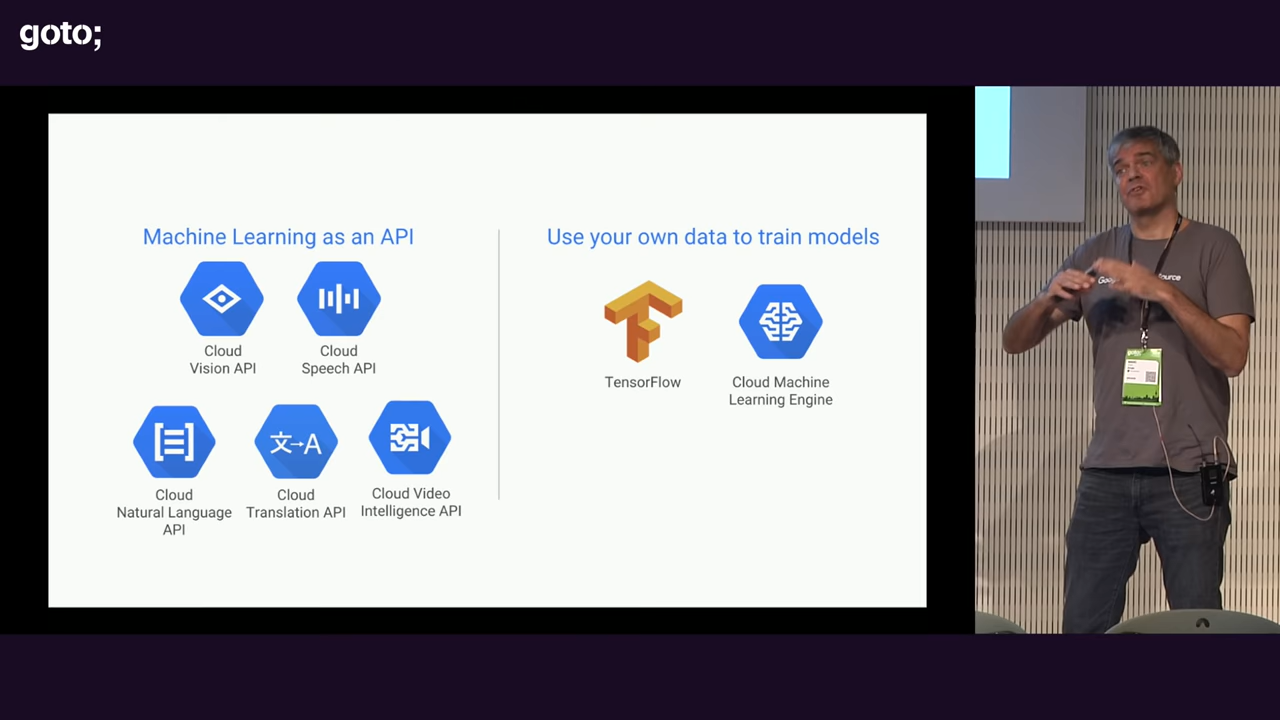 goto;
Machine Learning as an API
Cloud
Vision API
Cloud
Speech API
Cloud
Natural Language
API
文→A
Cloud
Translation API
Cloud Video
Intelligence API
Use your own data to train models
TensorFlow
Cloud Machine
Learning Engine
goto;